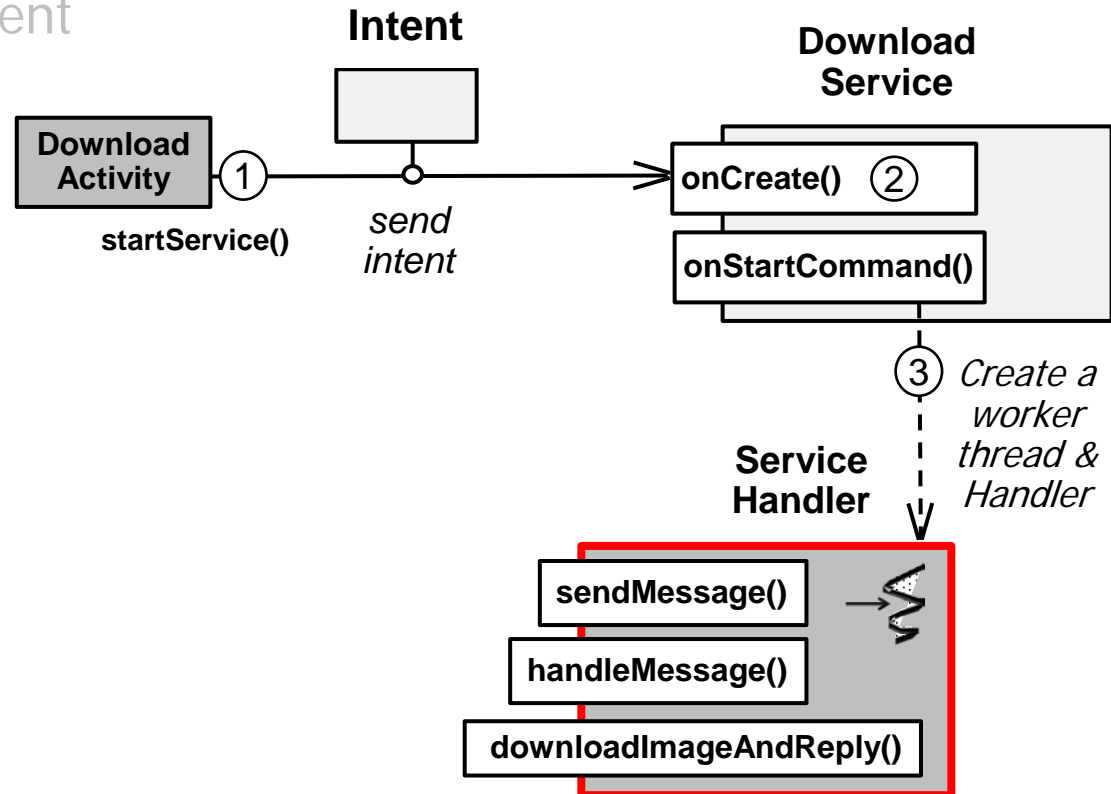 Intent
Download
Service
Download
Activity
1
onCreate()
2
startService()
send
intent
onStartCommand()
3
Create a
worker
thread &
Handler
Service
Handler
sendMessage()
handleMessage()
downloadImageAndReply()